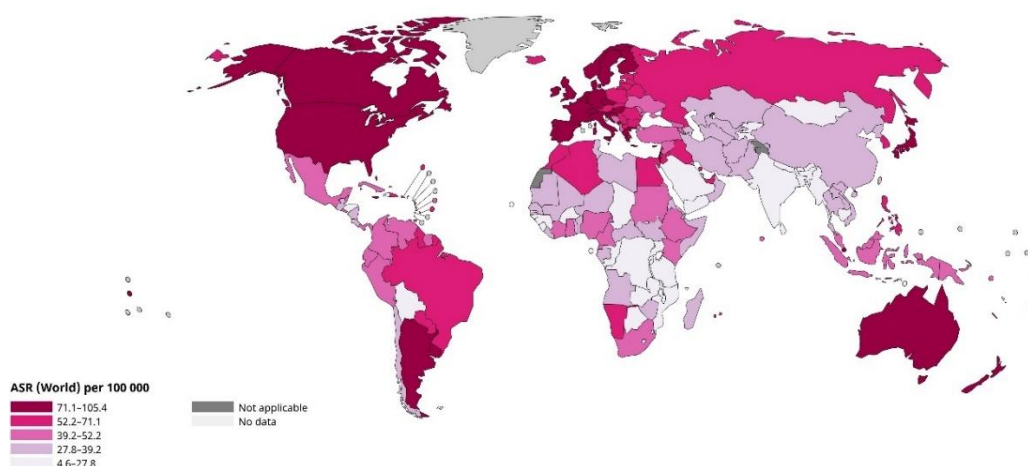 ASR (World) per 100 000
71.1–105.4
52.2–71.1
39.2–52.2
27.8–39.2
4.6–27.8
Not applicable
No data